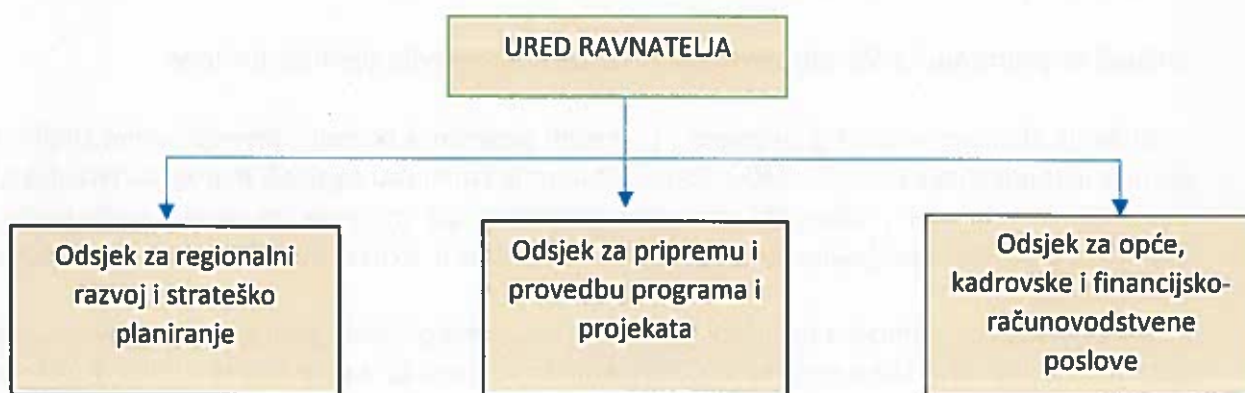 URED RAVNATELJA
Odsjek za regionalni
razvoj i strateško
planiranje
Odsjek za pripremu i
provedbu programa i
projekata
Odsjek za opće,
kadrovske i financijsko-
računovodstvene
poslove